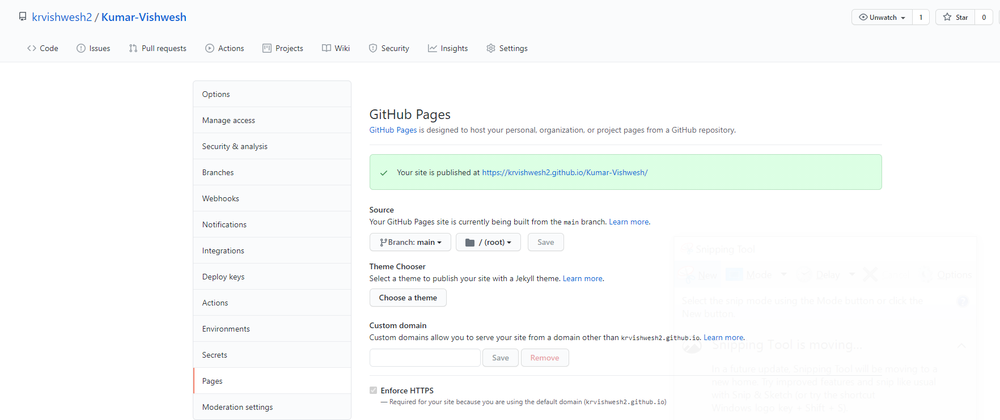 krvishwesh2 / Kumar-Vishwesh
Unwatch 1 Star 0
Code Issues Pull requests Actions Projects Wiki Security Insights Settings
Options
Manage access
Security & analysis
Branches
Webhooks
Notifications
Integrations
Deploy keys
Actions
Environments
Secrets
Pages
Moderation settings
GitHub Pages
GitHub Pages is designed to host your personal, organization, or project pages from a GitHub repository.
Your site is published at https://krvishwesh2.github.io/Kumar-Vishwesh/
Source
Your GitHub Pages site is currently being built from the main branch. Learn more.
Branch: main / (root) Save
Theme Chooser
Select a theme to publish your site with a Jekyll theme. Learn more.
Choose a theme
Custom domain
Custom domains allow you to serve your site from a domain other than krvishwesh2.github.io. Learn more.
Save Remove
Enforce HTTPS
— Required for your site because you are using the default domain (krvishwesh2.github.io)
Snipping Tool
New Mode Delay Options
Select the snip mode using the Mode button or click the
New button.
Snipping Tool is moving...
In a future update, Snipping Tool will be moving to a
new home. Try improved features and snip like usual
with Snip & Sketch (or try the shortcut
Windows logo key + Shift + S).